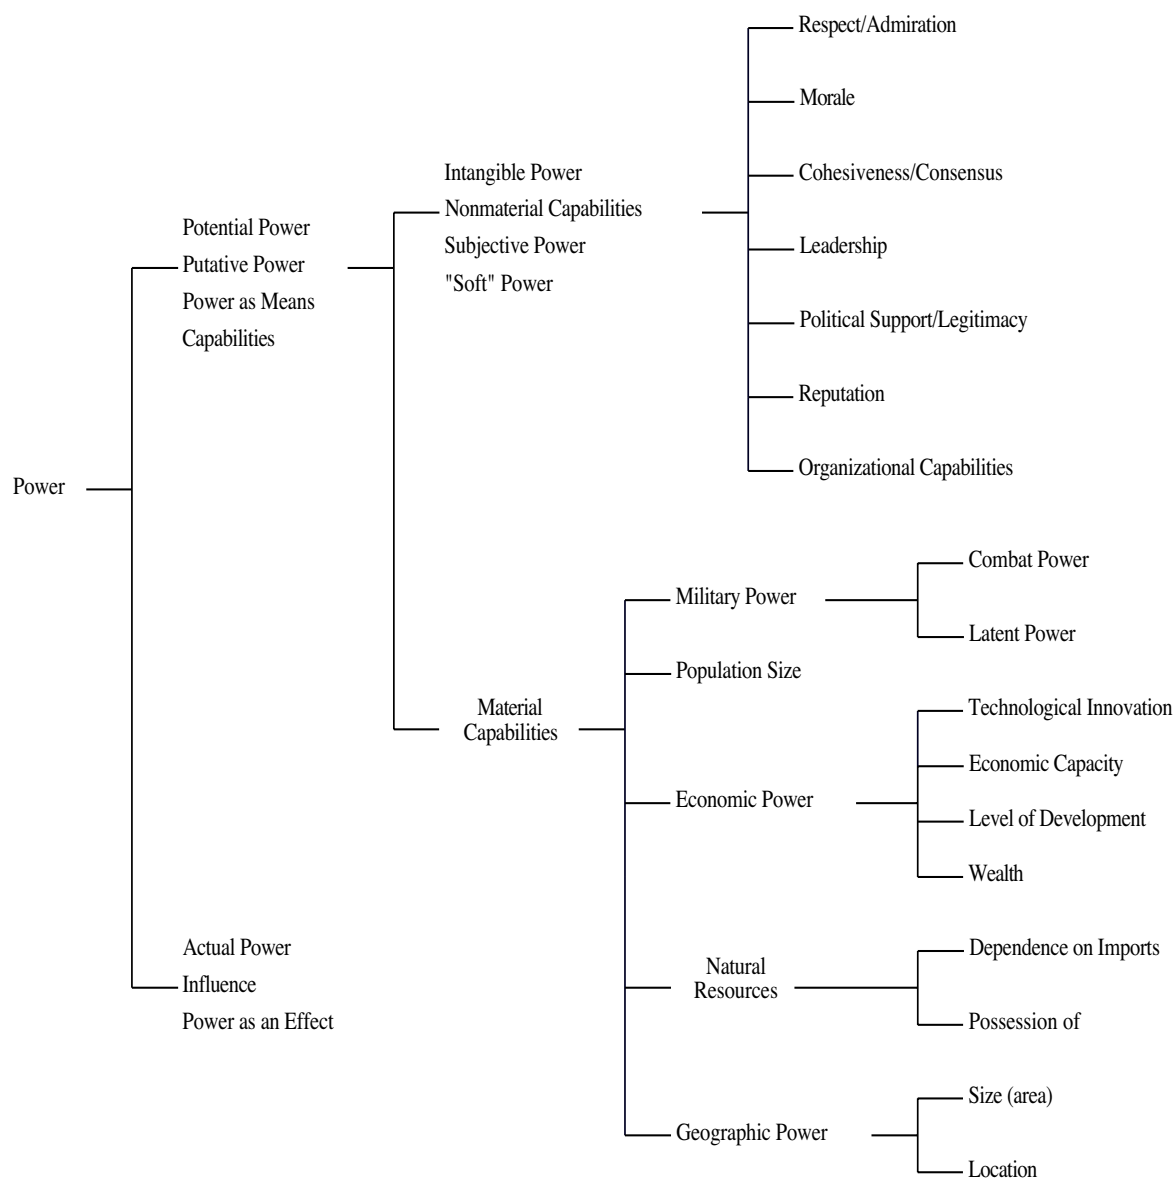 Respect/Admiration
Morale
Cohesiveness/Consensus
Leadership
Political Support/Legitimacy
Reputation
Organizational Capabilities
Intangible Power
Nonmaterial Capabilities
Subjective Power
"Soft" Power
Potential Power
Putative Power
Power as Means
Capabilities
Power
Combat Power
Military Power
Latent Power
Population Size
Material
Capabilities
Technological Innovation
Economic Capacity
Economic Power
Level of Development
Wealth
Actual Power
Influence
Power as an Effect
Natural
Resources
Dependence on Imports
Possession of
Size (area)
Geographic Power
Location